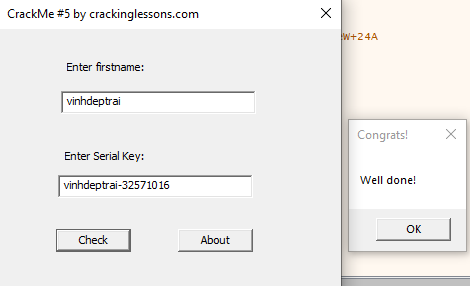 CrackMe #5 by crackinglessons.com
W+24A
Enter firstname:
vinhdeptrai
Congrats!
Enter Serial Key:
Well done!
vinhdeptrai-32571016
OK
Check
About